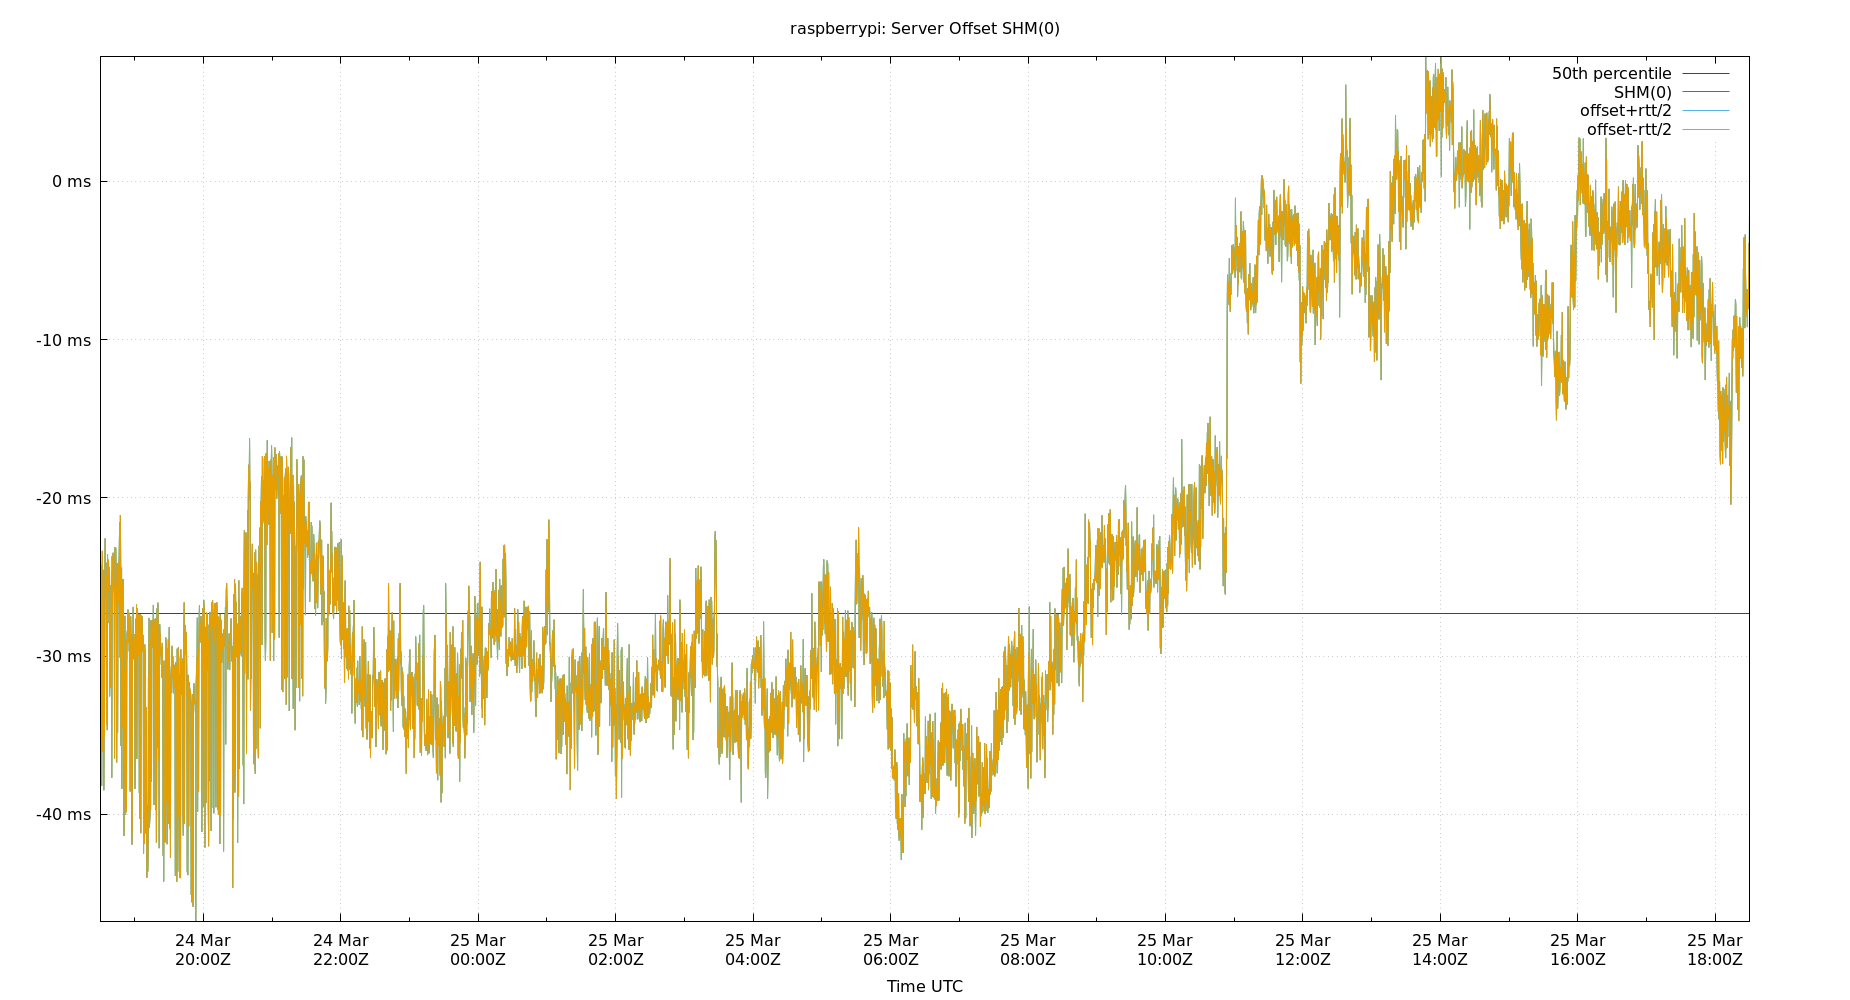 raspberrypi: Server Offset SHM(0)
50th percentile
SHM(0)
offset+rtt/2
offset-rtt/2
0 ms
-10 ms
-20 ms
-30 ms
-40 ms
24 Mar 24 Mar 25 Mar 25 Mar 25 Mar 25 Mar 25 Mar 25 Mar 25 Mar 25 Mar 25 Mar 25 Mar
20:00Z 22:00Z 00:00Z 02:00Z 04:00Z 06:00Z 08:00Z 10:00Z 12:00Z 14:00Z 16:00Z 18:00Z
Time UTC